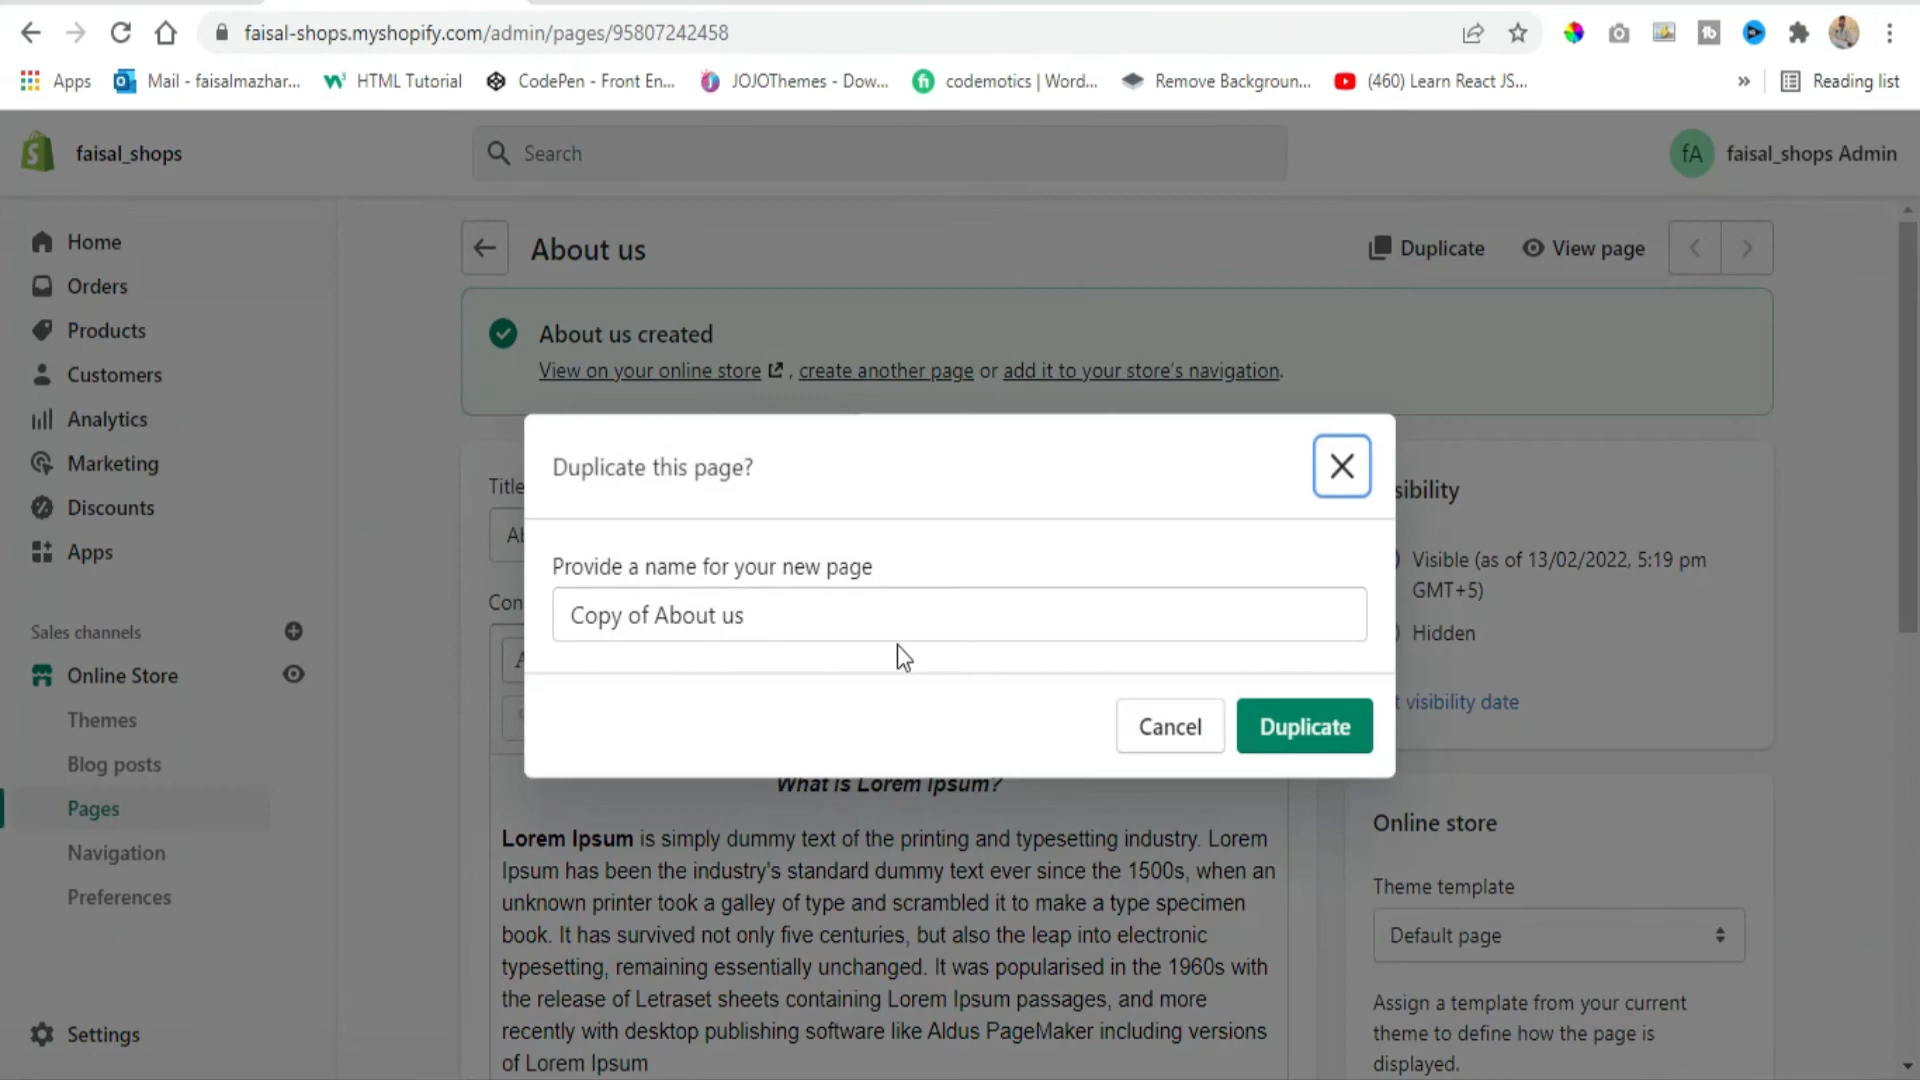 faisal-shops.myshopify.com/admin/pages/95807242458
Apps
Mail - faisalmazhar...
HTML Tutorial
CodePen - Front En...
JOJOThemes - Dow...
codemotics | Word...
Remove Backgroun...
(460) Learn React JS...
»
Reading list
faisal_shops
Search
fA
faisal_shops Admin
Home
Orders
Products
Customers
Analytics
Marketing
Discounts
Apps
Sales channels
Online Store
Themes
Blog posts
Pages
Navigation
Preferences
Settings
About us
Duplicate
View page
About us created
View on your online store , create another page or add it to your store's navigation.
Title
Duplicate this page?
Provide a name for your new page
Copy of About us
Cancel
Duplicate
sibility
Visible (as of 13/02/2022, 5:19 pm
GMT+5)
Hidden
visibility date
What is Lorem Ipsum?
Lorem Ipsum is simply dummy text of the printing and typesetting industry. Lorem
Ipsum has been the industry's standard dummy text ever since the 1500s, when an
unknown printer took a galley of type and scrambled it to make a type specimen
book. It has survived not only five centuries, but also the leap into electronic
typesetting, remaining essentially unchanged. It was popularised in the 1960s with
the release of Letraset sheets containing Lorem Ipsum passages, and more
recently with desktop publishing software like Aldus PageMaker including versions
of Lorem Ipsum
Online store
Theme template
Default page
Assign a template from your current
theme to define how the page is
displayed.